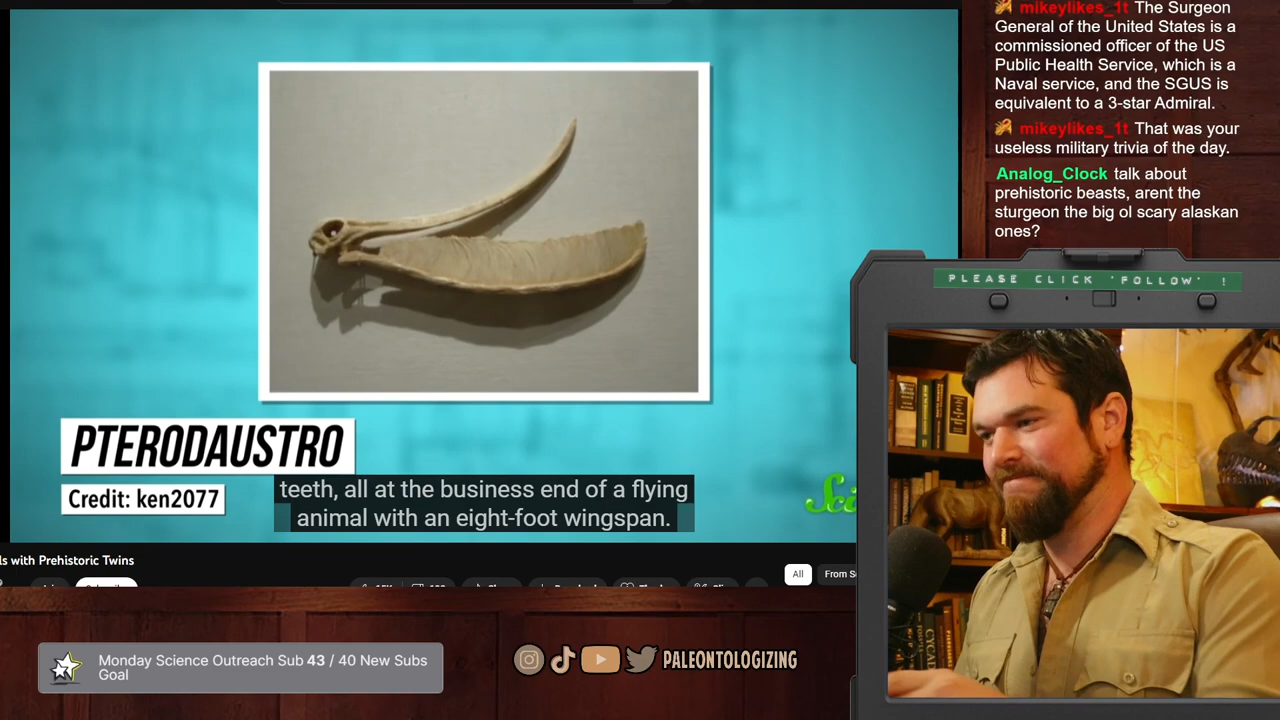 mikeylikes_1t The Surgeon
General of the United States is a
commissioned officer of the US
Public Health Service, which is a
Naval service, and the SGUS is
equivalent to a 3-star Admiral.
mikeylikes_1t That was your
useless military trivia of the day.
Analog_Clock talk about
prehistoric beasts, arent the
sturgeon the big ol scary alaskan
ones?
PLEASE CLICK 'FOLLOW' !
PTERODAUSTRO
Credit: ken2077
teeth, all at the business end of a flying
animal with an eight-foot wingspan.
Sci
ls with Prehistoric Twins
All
From S
Monday Science Outreach Sub 43 / 40 New Subs
Goal
PALEONTOLOGIZING
CYCAD